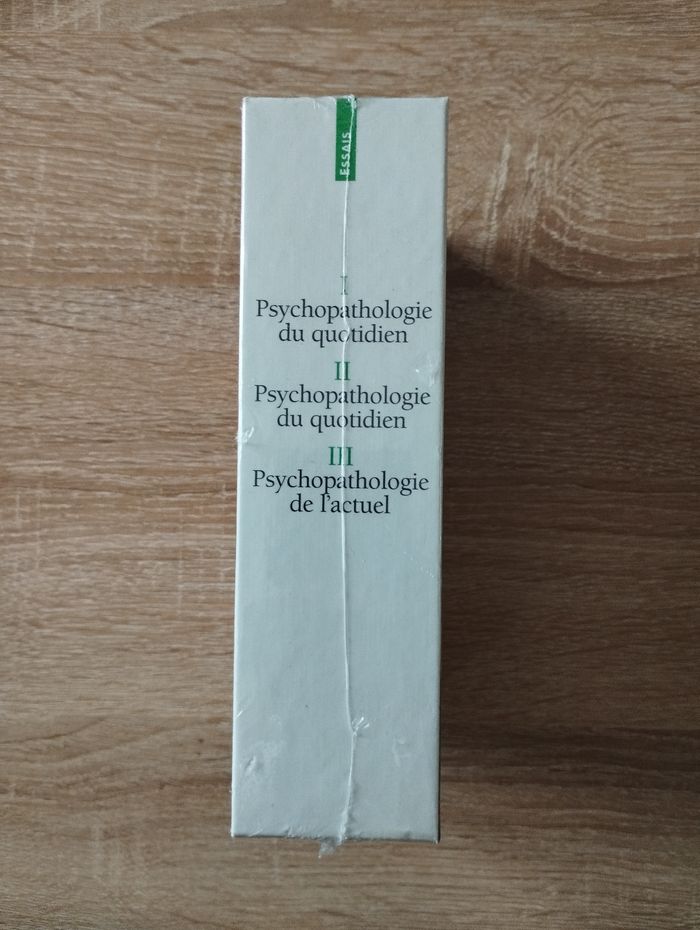 ESSAIS
I
Psychopathologie
du quotidien
II
Psychopathologie
du quotidien
III
Psychopathologie
de l'actuel